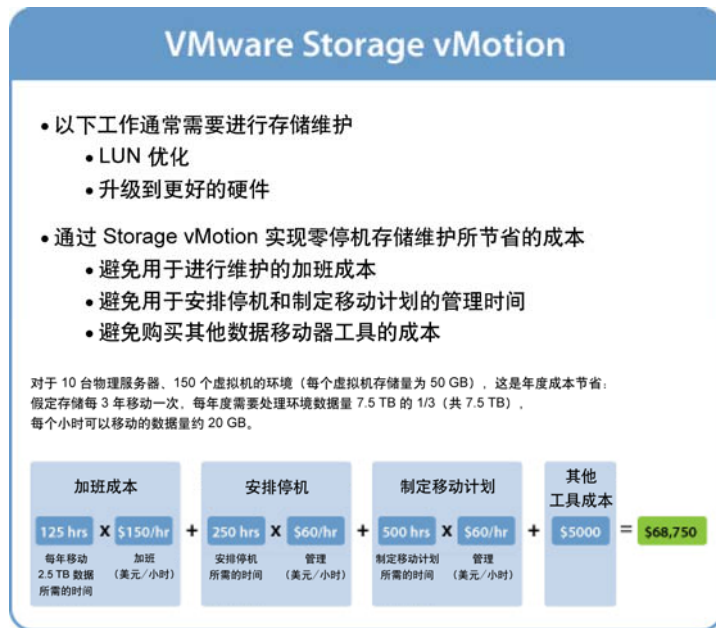 VMware Storage vMotion
• 以下工作通常需要进行存储维护
• LUN 优化
• 升级到更好的硬件
• 通过 Storage vMotion 实现零停机存储维护所节省的成本
• 避免用于进行维护的加班成本
• 避免用于安排停机和制定移动计划的管理时间
• 避免购买其他数据移动器工具的成本
对于 10 台物理服务器、150 个虚拟机的环境（每个虚拟机存储量为 50 GB），这是年度成本节省：
假定存储每 3 年移动一次，每年度需要处理环境数据量 7.5 TB 的 1/3（共 7.5 TB），
每个小时可以移动的数据量约 20 GB。
加班成本
125 hrs X $150/hr
每年移动
2.5 TB 数据
所需的时间
加班
（美元／小时）
+
安排停机
250 hrs X $60/hr
安排停机
所需的时间
管理
（美元／小时）
+
制定移动计划
500 hrs X $60/hr
制定移动计划
所需的时间
管理
（美元／小时）
+
其他
工具成本
$5000
=
$68,750